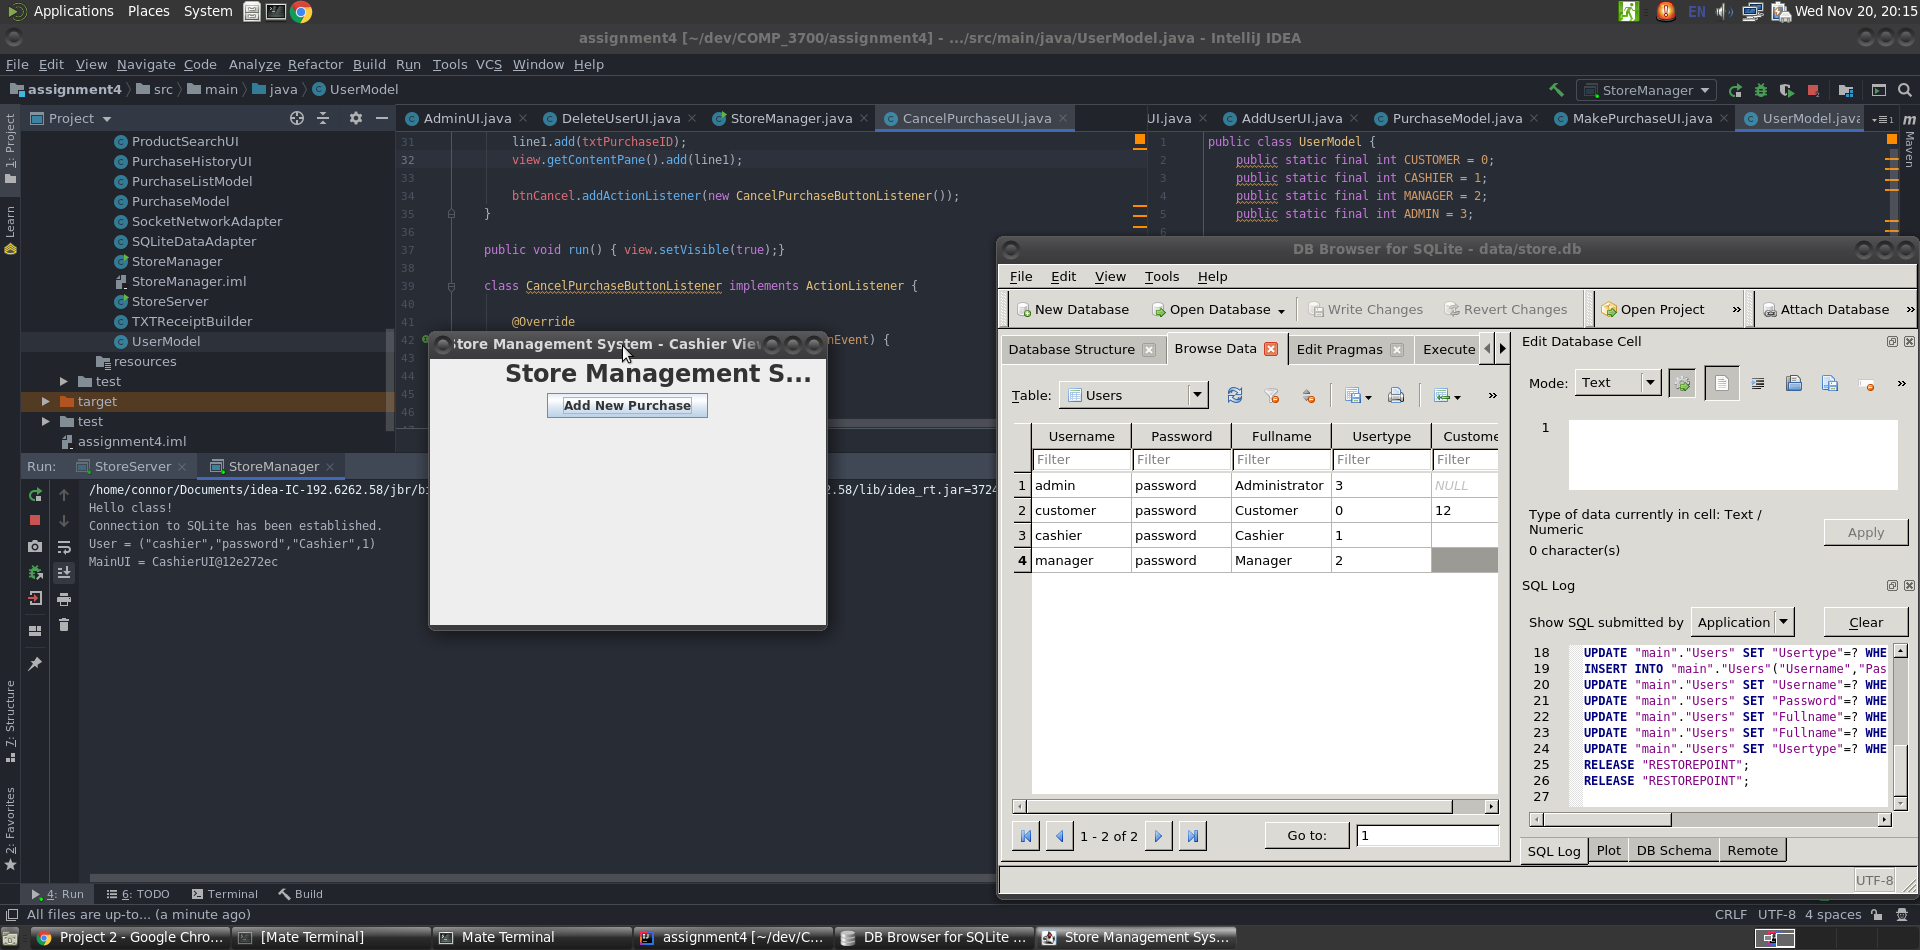 Applications Places System EN Wed Nov 20, 20:15
assignment4 [~/dev/COMP_3700/assignment4] - .../src/main/java/UserModel.java - IntelliJ IDEA
File Edit View Navigate Code Analyze Refactor Build Run Tools VCS Window Help
assignment4 src main java UserModel StoreManager
Project AdminUI.java DeleteUserUI.java StoreManager.java CancelPurchaseUI.java UI.java AddUserUI.java PurchaseModel.java MakePurchaseUI.java UserModel.java
1: Project
Learn
7: Structure
2: Favorites
Maven
ProductSearchUI
PurchaseHistoryUI
PurchaseListModel
PurchaseModel
SocketNetworkAdapter
SQLiteDataAdapter
StoreManager
StoreManager.iml
StoreServer
TXTReceiptBuilder
UserModel
resources
test
target
test
assignment4.iml
31 line1.add(txtPurchaseID);
32 view.getContentPane().add(line1);
33
34 btnCancel.addActionListener(new CancelPurchaseButtonListener());
35 }
36
37 public void run() { view.setVisible(true);}
38
39 class CancelPurchaseButtonListener implements ActionListener {
40
41 @Override
42 nEvent) {
43
44
45
46
1 public class UserModel {
2 public static final int CUSTOMER = 0;
3 public static final int CASHIER = 1;
4 public static final int MANAGER = 2;
5 public static final int ADMIN = 3;
6
Run: StoreServer StoreManager
/home/connor/Documents/idea-IC-192.6262.58/jbr/bi 2.58/lib/idea_rt.jar=3724
Hello class!
Connection to SQLite has been established.
User = ("cashier","password","Cashier",1)
MainUI = CashierUI@12e272ec
Store Management System - Cashier View
Store Management S...
Add New Purchase
DB Browser for SQLite - data/store.db
File Edit View Tools Help
New Database Open Database Write Changes Revert Changes Open Project » Attach Database »
Database Structure Browse Data Edit Pragmas Execute
Table: Users »
Username Password Fullname Usertype Custome
Filter Filter Filter Filter Filter
1 admin password Administrator 3 NULL
2 customer password Customer 0 12
3 cashier password Cashier 1
4 manager password Manager 2
1 - 2 of 2 Go to: 1
Edit Database Cell
Mode: Text »
1
Type of data currently in cell: Text /
Numeric
0 character(s)
Apply
SQL Log
Show SQL submitted by Application Clear
18 UPDATE "main"."Users" SET "Usertype"=? WHE
19 INSERT INTO "main"."Users"("Username","Pas
20 UPDATE "main"."Users" SET "Username"=? WHE
21 UPDATE "main"."Users" SET "Password"=? WHE
22 UPDATE "main"."Users" SET "Fullname"=? WHE
23 UPDATE "main"."Users" SET "Fullname"=? WHE
24 UPDATE "main"."Users" SET "Usertype"=? WHE
25 RELEASE "RESTOREPOINT";
26 RELEASE "RESTOREPOINT";
27
SQL Log Plot DB Schema Remote
UTF-8
4: Run 6: TODO Terminal Build
All files are up-to... (a minute ago) CRLF UTF-8 4 spaces
Project 2 - Google Chro... [Mate Terminal] Mate Terminal assignment4 [~/dev/C... DB Browser for SQLite ... Store Management Sys...